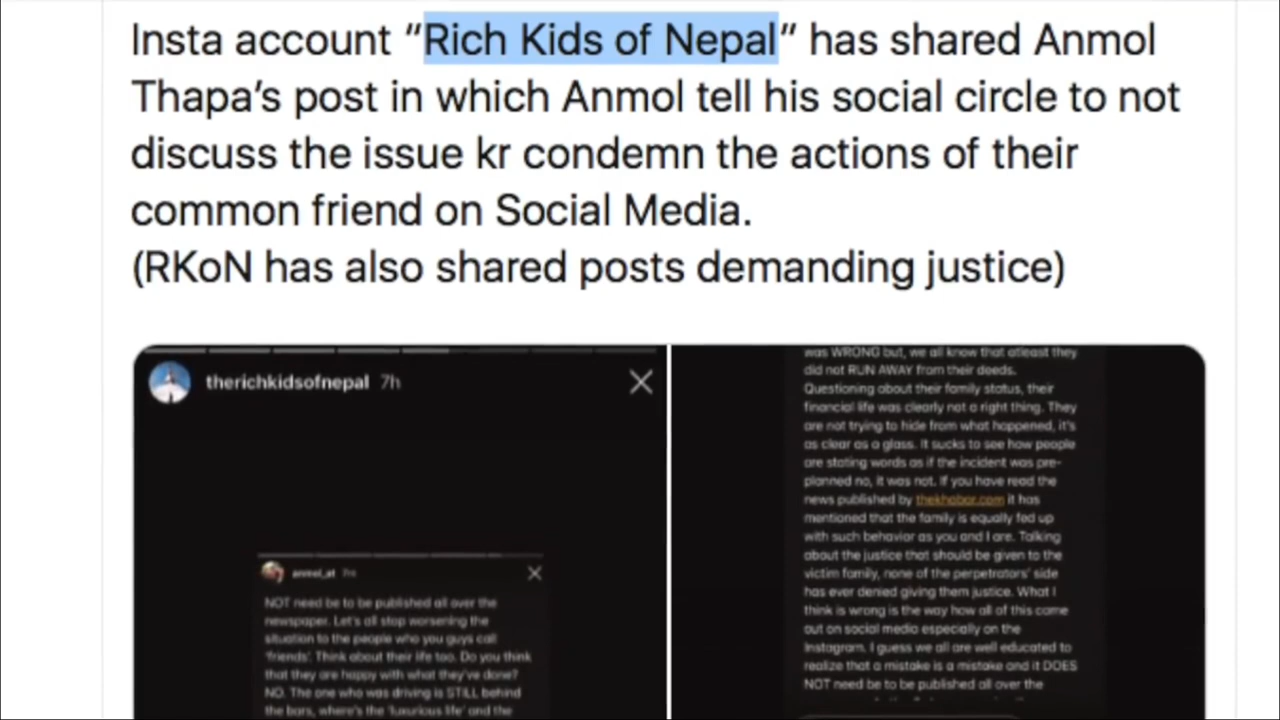 Insta account “Rich Kids of Nepal” has shared Anmol
Thapa’s post in which Anmol tell his social circle to not
discuss the issue kr condemn the actions of their
common friend on Social Media.
(RKoN has also shared posts demanding justice)
therichkidsofnepal 7h
anmol_at 7m
NOT need be to be published all over the
newspaper. Let's all stop worsening the
situation to the people who you guys call
'friends'. Think about their life too. Do you think
that they are happy with what they've done?
NO. The one who was driving is STILL behind
the bars, where's the 'luxurious life' and the
was WRONG but, we all know that atleast they
did not RUN AWAY from their deeds.
Questioning about their family status, their
financial life was clearly not a right thing. They
are not trying to hide from what happened, it's
as clear as a glass. It sucks to see how people
are stating words as if the incident was pre-
planned no, it was not. If you have read the
news published by thekhabar.com it has
mentioned that the family is equally fed up
with such behavior as you and I are. Talking
about the justice that should be given to the
victim family, none of the perpetrators' side
has ever denied giving them justice. What I
think is wrong is the way how all of this came
out on social media especially on the
Instagram. I guess we all are well educated to
realize that a mistake is a mistake and it DOES
NOT need be to be published all over the